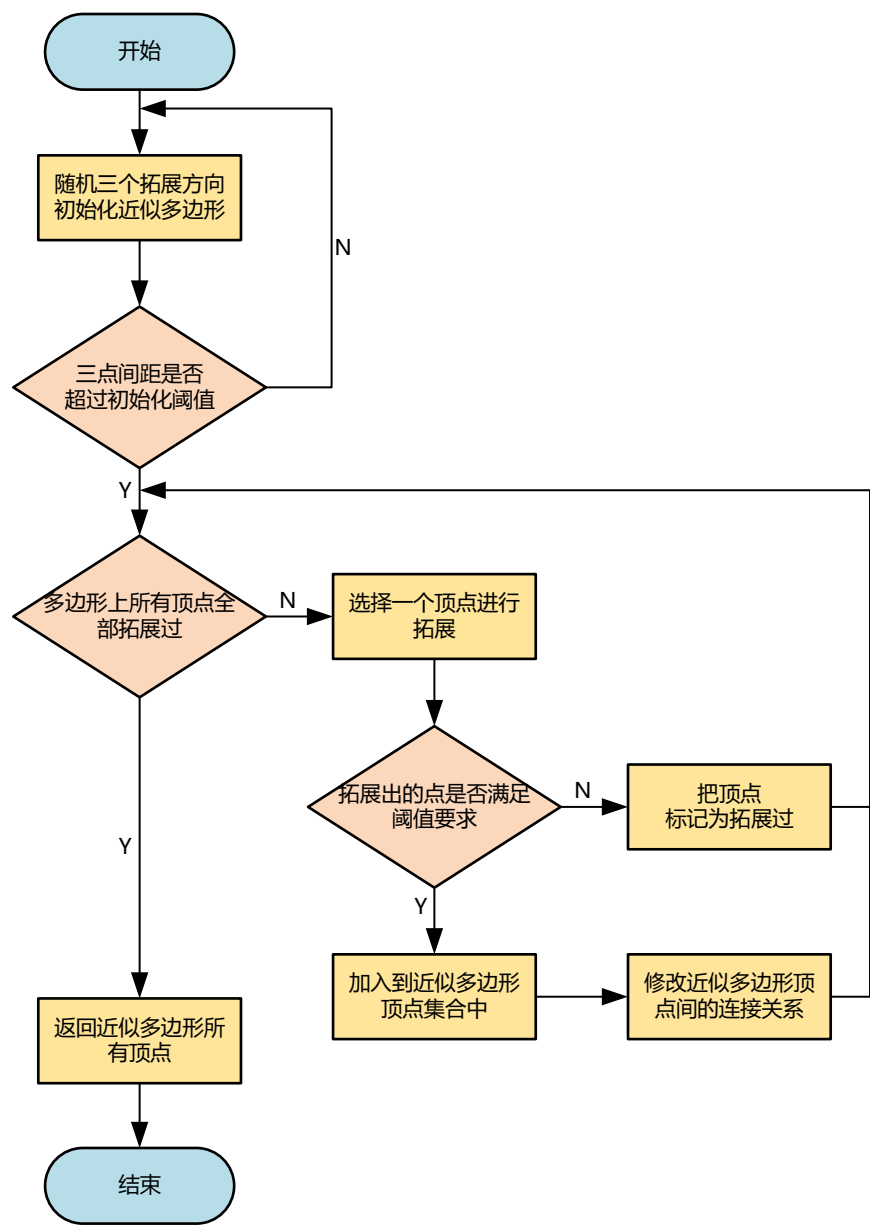 开始
随机三个拓展方向
初始化近似多边形
N
三点间距是否
超过初始化阈值
Y
多边形上所有顶点全
部拓展过
N
选择一个顶点进行
拓展
拓展出的点是否满足
阈值要求
N
把顶点
标记为拓展过
Y
Y
加入到近似多边形
顶点集合中
修改近似多边形顶
点间的连接关系
返回近似多边形所
有顶点
结束